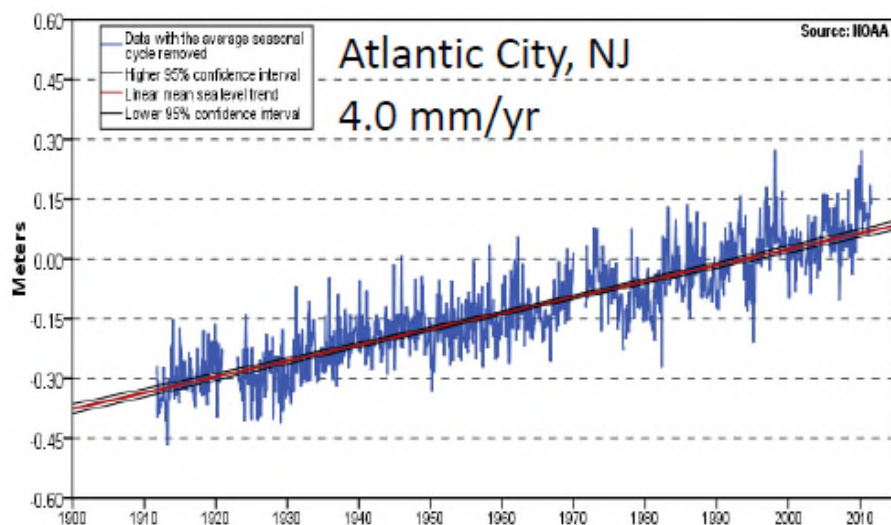 0.60
Data with the average seasonal
cycle removed
Higher 95% confidence interval
Linear mean sea level trend
Lower 95% confidence interval
Atlantic City, NJ
4.0 mm/yr
Source: NOAA
0.45
0.30
0.15
0.00
-0.15
-0.30
-0.45
-0.60
Meters
1900 1910 1920 1930 1940 1950 1960 1970 1980 1990 2000 2010